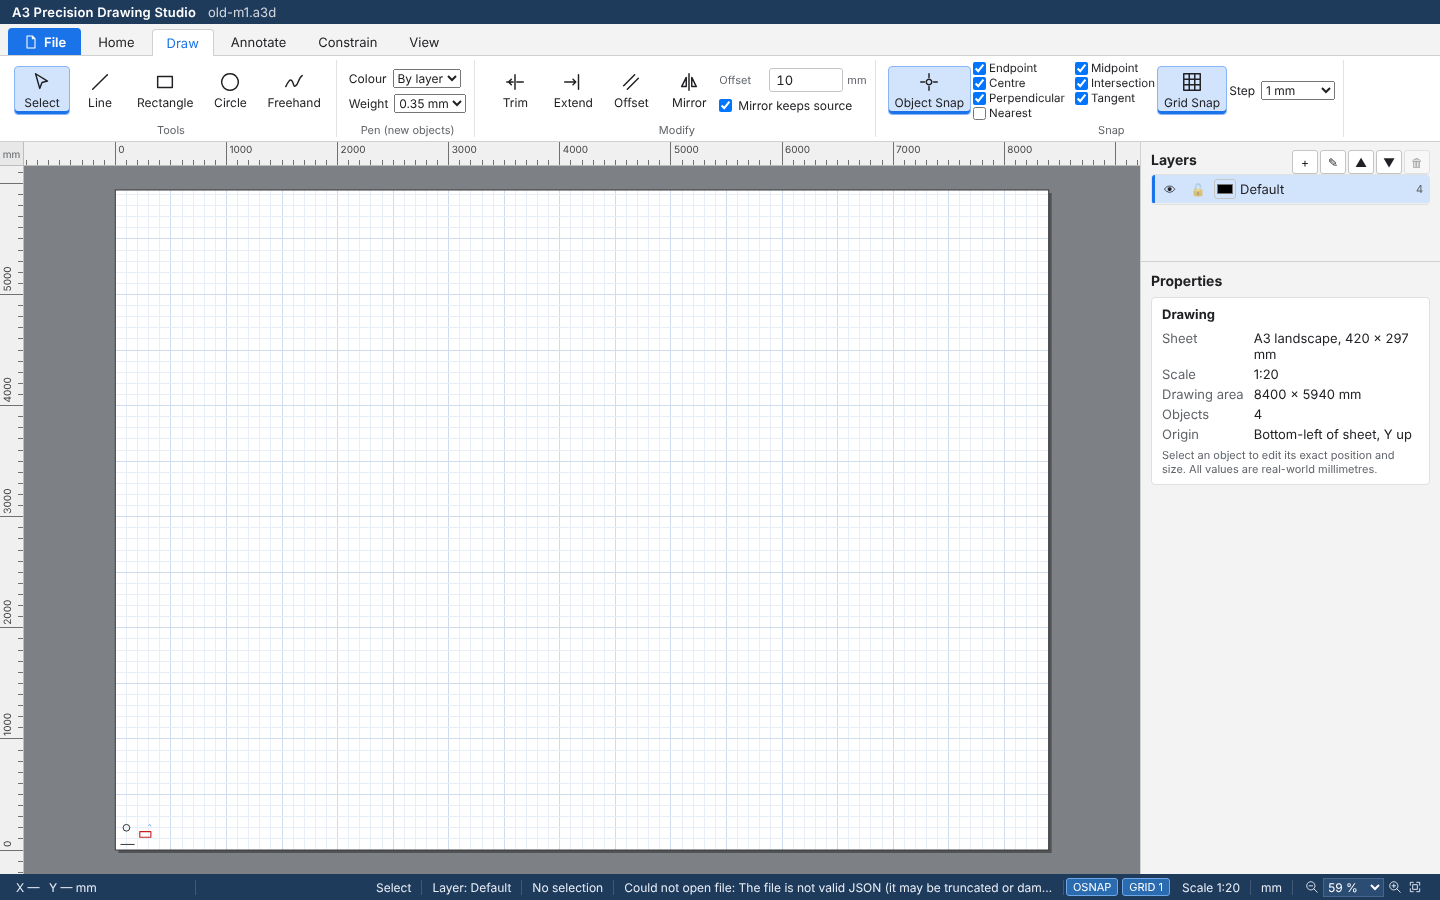 A3 Precision Drawing Studio old-m1.a3d
File Home Draw Annotate Constrain View
Select Line Rectangle Circle Freehand
Tools
Colour By layer
Weight 0.35 mm
Pen (new objects)
Trim Extend Offset Mirror
Offset 10 mm
Mirror keeps source
Modify
Object Snap
Endpoint Midpoint
Centre Intersection
Perpendicular Tangent
Nearest
Grid Snap
Step 1 mm
Snap
mm
0 1000 2000 3000 4000 5000 6000 7000 8000
5000
4000
3000
2000
1000
0
Layers
+ ✎ ▲ ▼
Default 4
Properties
Drawing
Sheet A3 landscape, 420 × 297
mm
Scale 1:20
Drawing area 8400 × 5940 mm
Objects 4
Origin Bottom-left of sheet, Y up
Select an object to edit its exact position and
size. All values are real-world millimetres.
X — Y — mm Select Layer: Default No selection Could not open file: The file is not valid JSON (it may be truncated or dam... OSNAP GRID 1 Scale 1:20 mm 59 %